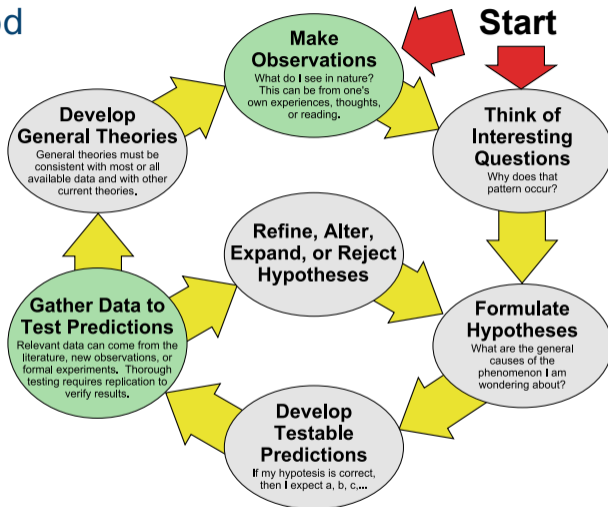 od
Start
Make
Observations
What do I see in nature?
This can be from one's
own experiences, thoughts,
or reading.
Think of
Interesting
Questions
Why does that
pattern occur?
Formulate
Hypotheses
What are the general
causes of the
phenomenon I am
wondering about?
Develop
Testable
Predictions
If my hypotesis is correct,
then I expect a, b, c,...
Gather Data to
Test Predictions
Relevant data can come from the
literature, new observations, or
formal experiments. Thorough
testing requires replication to
verify results.
Refine, Alter,
Expand, or Reject
Hypotheses
Develop
General Theories
General theories must be
consistent with most or all
available data and with other
current theories.